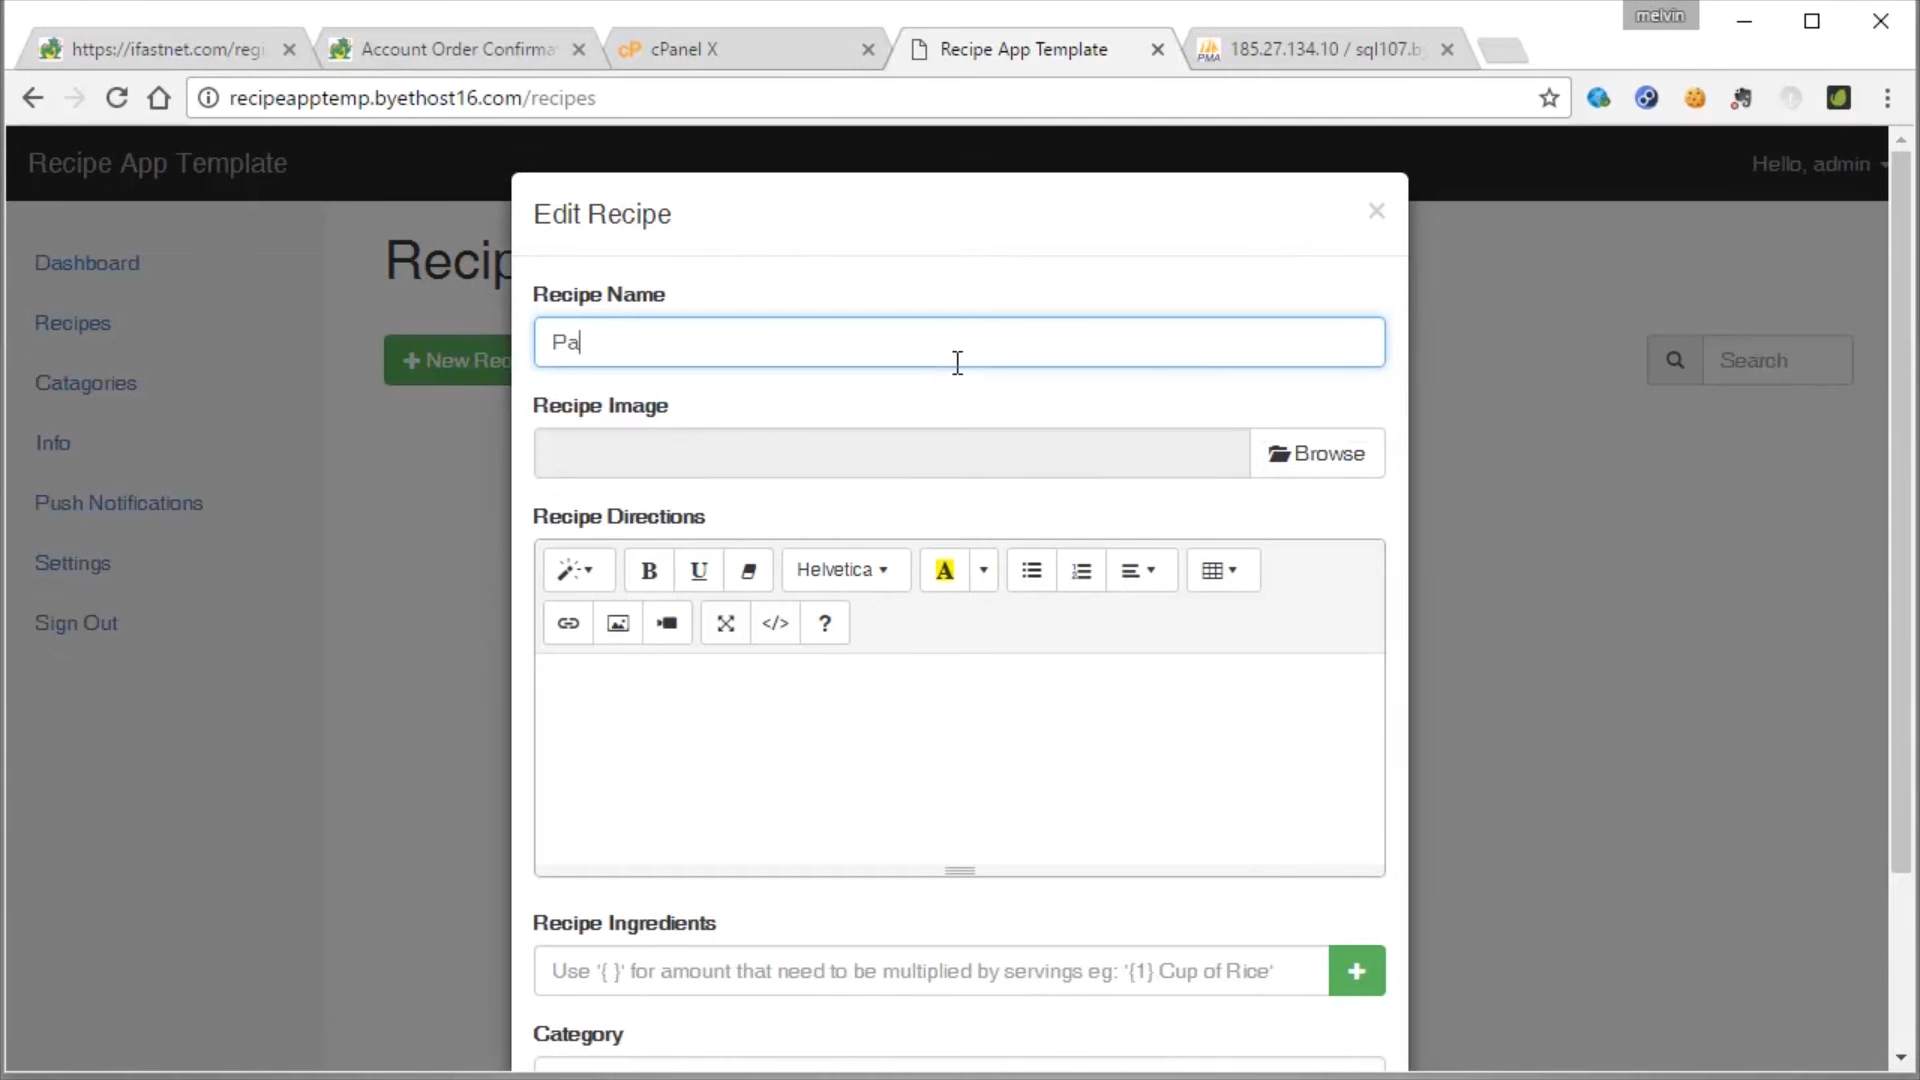 melvin
https://ifastnet.com/regi
Account Order Confirma
cP cPanel X
Recipe App Template
PMA 185.27.134.10 / sql107.b
recipeapptemp.byethost16.com/recipes
Recipe App Template
Hello, admin
Dashboard
Recipes
Catagories
Info
Push Notifications
Settings
Sign Out
Recip
New Rec
Search
Edit Recipe
Recipe Name
Pa
Recipe Image
Browse
Recipe Directions
B U Helvetica A
</> ?
Recipe Ingredients
Use '{ }' for amount that need to be multiplied by servings eg: '{1} Cup of Rice'
Category